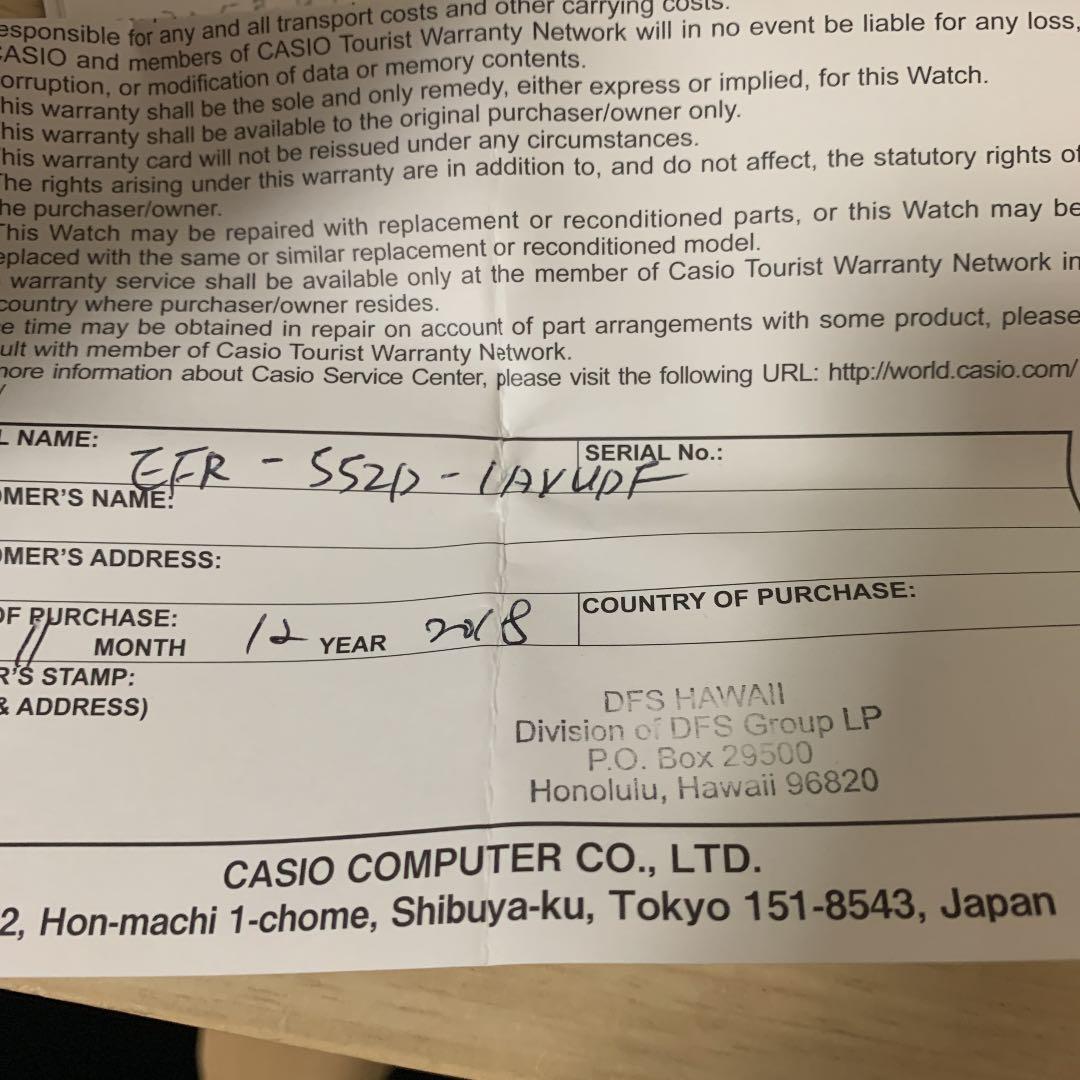 esponsible for any and all transport costs and other carrying costs.
CASIO and members of CASIO Tourist Warranty Network will in no event be liable for any loss,
orruption, or modification of data or memory contents.
his warranty shall be the sole and only remedy, either express or implied, for this Watch.
his warranty shall be available to the original purchaser/owner only.
his warranty card will not be reissued under any circumstances.
The rights arising under this warranty are in addition to, and do not affect, the statutory rights of
he purchaser/owner.
This Watch may be repaired with replacement or reconditioned parts, or this Watch may be
eplaced with the same or similar replacement or reconditioned model.
warranty service shall be available only at the member of Casio Tourist Warranty Network in
country where purchaser/owner resides.
e time may be obtained in repair on account of part arrangements with some product, please
ult with member of Casio Tourist Warranty Network.
more information about Casio Service Center, please visit the following URL: http://world.casio.com/
/
L NAME: EFR-552D-1AVUDF SERIAL No.:
OMER'S NAME:
OMER'S ADDRESS:
OF PURCHASE: COUNTRY OF PURCHASE:
11 MONTH 12 YEAR 2018
R'S STAMP:
& ADDRESS)
DFS HAWAII
Division of DFS Group LP
P.O. Box 29500
Honolulu, Hawaii 96820
CASIO COMPUTER CO., LTD.
2, Hon-machi 1-chome, Shibuya-ku, Tokyo 151-8543, Japan